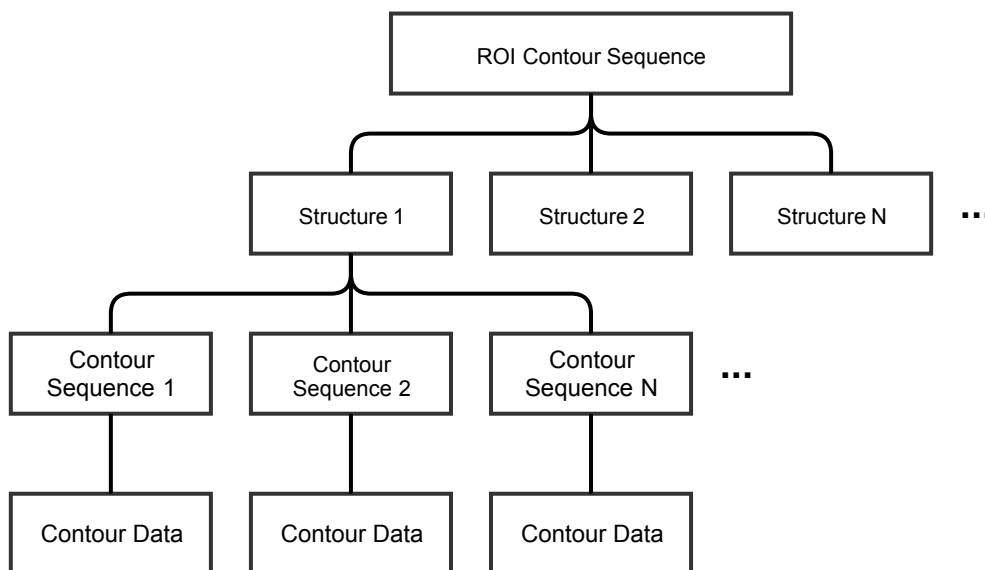 ROI Contour Sequence
Structure 1
Structure 2
Structure N
...
Contour
Sequence 1
Contour
Sequence 2
Contour
Sequence N
...
Contour Data
Contour Data
Contour Data